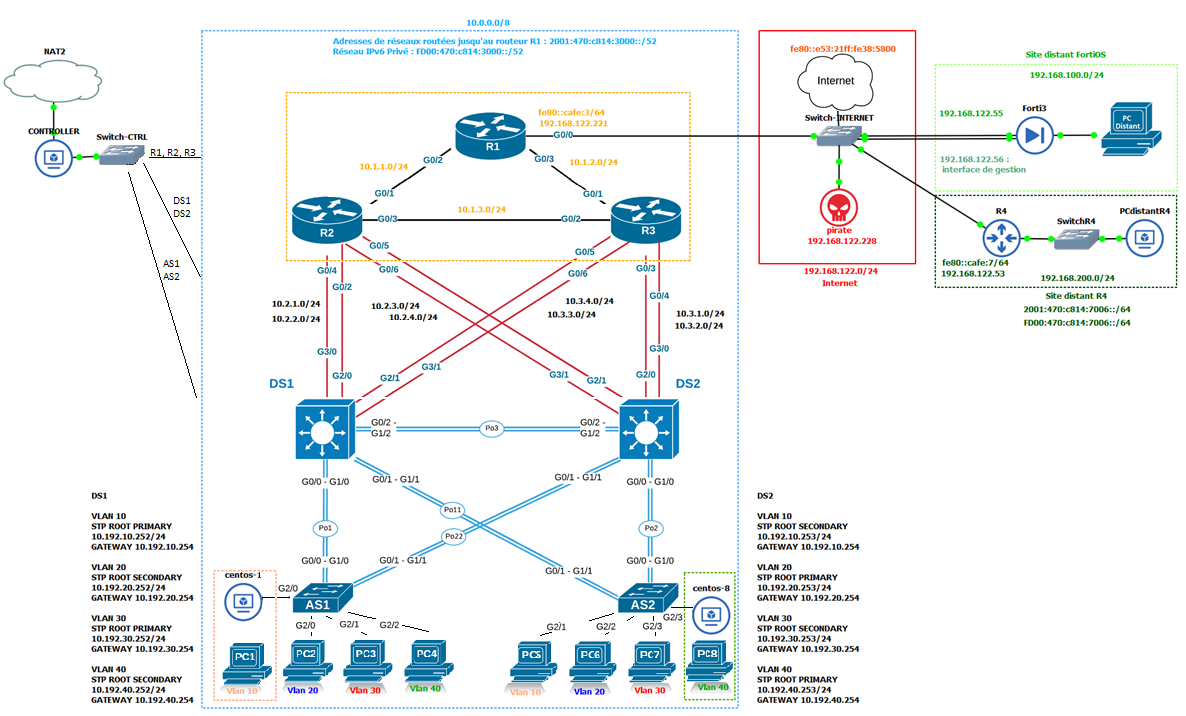 10.0.0.0/8
Adresses de réseaux routées jusqu'au routeur R1 : 2001:470:c814:3000::/52
Réseau IPv6 Privé : FD00:470:c814:3000::/52
NAT2
CONTROLLER
Switch-CTRL
R1, R2, R3
DS1
DS2
AS1
AS2
fe80::cafe:3/64
192.168.122.221
R1
G0/0
G0/2
G0/3
10.1.1.0/24
10.1.2.0/24
G0/1
G0/1
10.1.3.0/24
G0/3
G0/2
R2
R3
G0/5
G0/6
G0/4
G0/2
G0/5
G0/6
G0/3
G0/4
10.2.1.0/24
10.2.2.0/24
10.2.3.0/24
10.2.4.0/24
10.3.4.0/24
10.3.3.0/24
10.3.1.0/24
10.3.2.0/24
G3/0
G2/0
G2/1
G3/1
G3/1
G2/1
G3/0
G2/0
DS1
DS2
G0/2 -
G1/2
Po3
G0/2 -
G1/2
G0/0 - G1/0
G0/1 - G1/1
G0/1 - G1/1
G0/0 - G1/0
Po1
Po11
Po22
Po2
G0/0 - G1/0
G0/1 - G1/1
G0/1 - G1/1
G0/0 - G1/0
centos-1
G2/0
AS1
AS2
centos-8
G2/3
G2/0
G2/1
G2/2
G2/1
G2/2
G2/3
PC1
PC2
PC3
PC4
PC5
PC6
PC7
PC8
Vlan 10
Vlan 20
Vlan 30
Vlan 40
Vlan 10
Vlan 20
Vlan 30
Vlan 40
DS1
VLAN 10
STP ROOT PRIMARY
10.192.10.252/24
GATEWAY 10.192.10.254
VLAN 20
STP ROOT SECONDARY
10.192.20.252/24
GATEWAY 10.192.20.254
VLAN 30
STP ROOT PRIMARY
10.192.30.252/24
GATEWAY 10.192.30.254
VLAN 40
STP ROOT SECONDARY
10.192.40.252/24
GATEWAY 10.192.40.254
DS2
VLAN 10
STP ROOT SECONDARY
10.192.10.253/24
GATEWAY 10.192.10.254
VLAN 20
STP ROOT PRIMARY
10.192.20.253/24
GATEWAY 10.192.20.254
VLAN 30
STP ROOT SECONDARY
10.192.30.253/24
GATEWAY 10.192.30.254
VLAN 40
STP ROOT PRIMARY
10.192.40.253/24
GATEWAY 10.192.40.254
fe80::e53:21ff:fe38:5800
Internet
Switch-INTERNET
pirate
192.168.122.228
192.168.122.0/24
Internet
Site distant FortiOS
192.168.100.0/24
192.168.122.55
Forti3
PC
Distant
192.168.122.56 :
interface de gestion
R4
SwitchR4
PCdistantR4
fe80::cafe:7/64
192.168.122.53
192.168.200.0/24
Site distant R4
2001:470:c814:7006::/64
FD00:470:c814:7006::/64